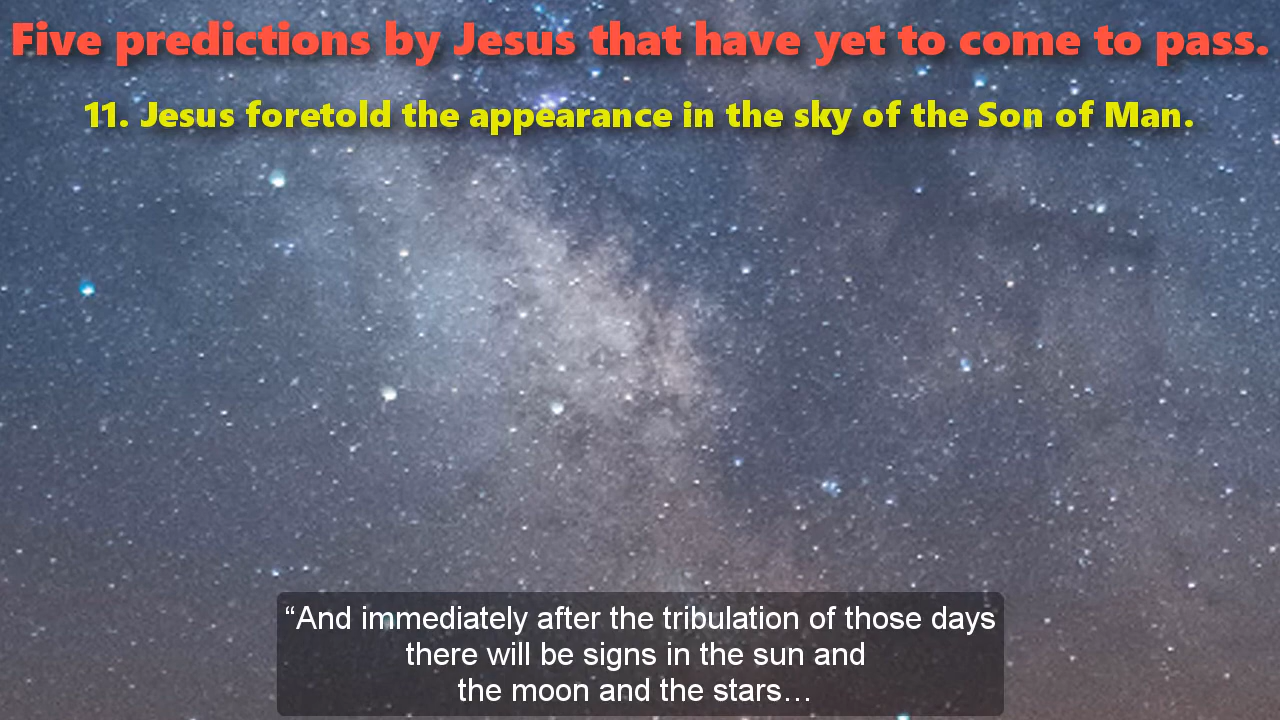 Five predictions by Jesus that have yet to come to pass.
11. Jesus foretold the appearance in the sky of the Son of Man.
“And immediately after the tribulation of those days
there will be signs in the sun and
the moon and the stars…